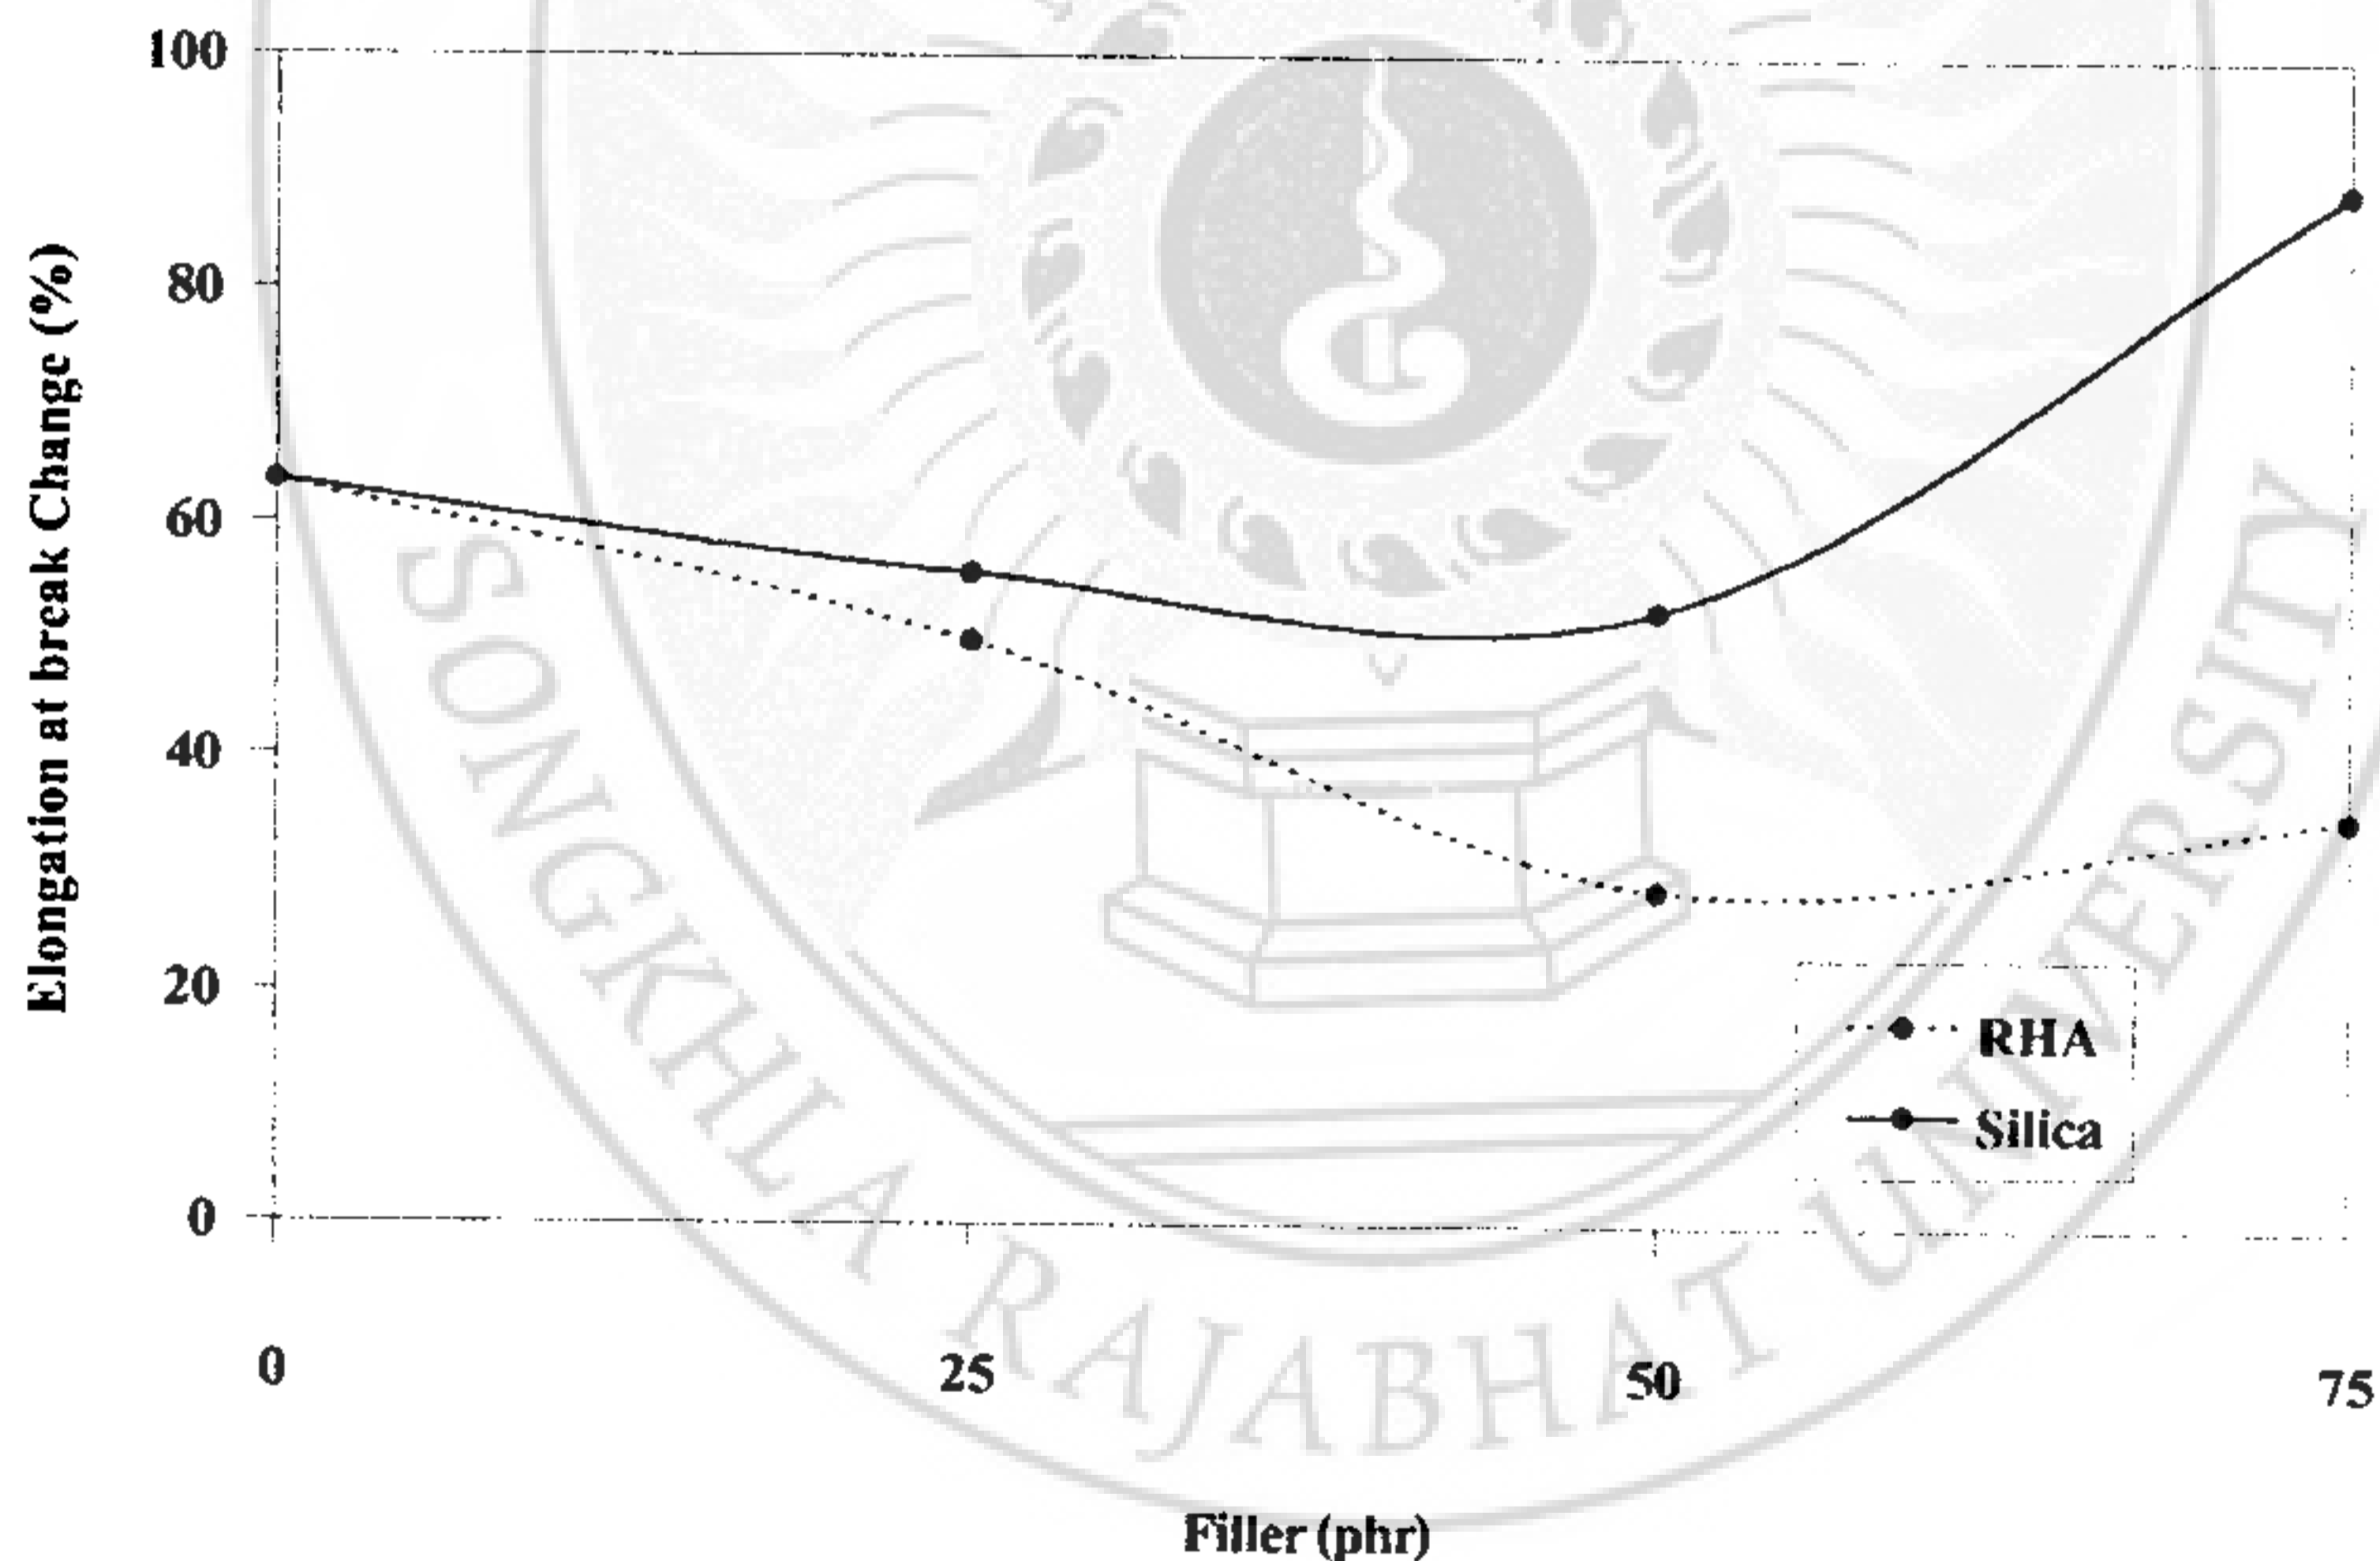 100
80
60
40
20
0
Elongation at break Change (%)
RHA
Silica
0
25
50
75
Filler (phr)
SONGKHLA RAJABHAT UNIVERSITY